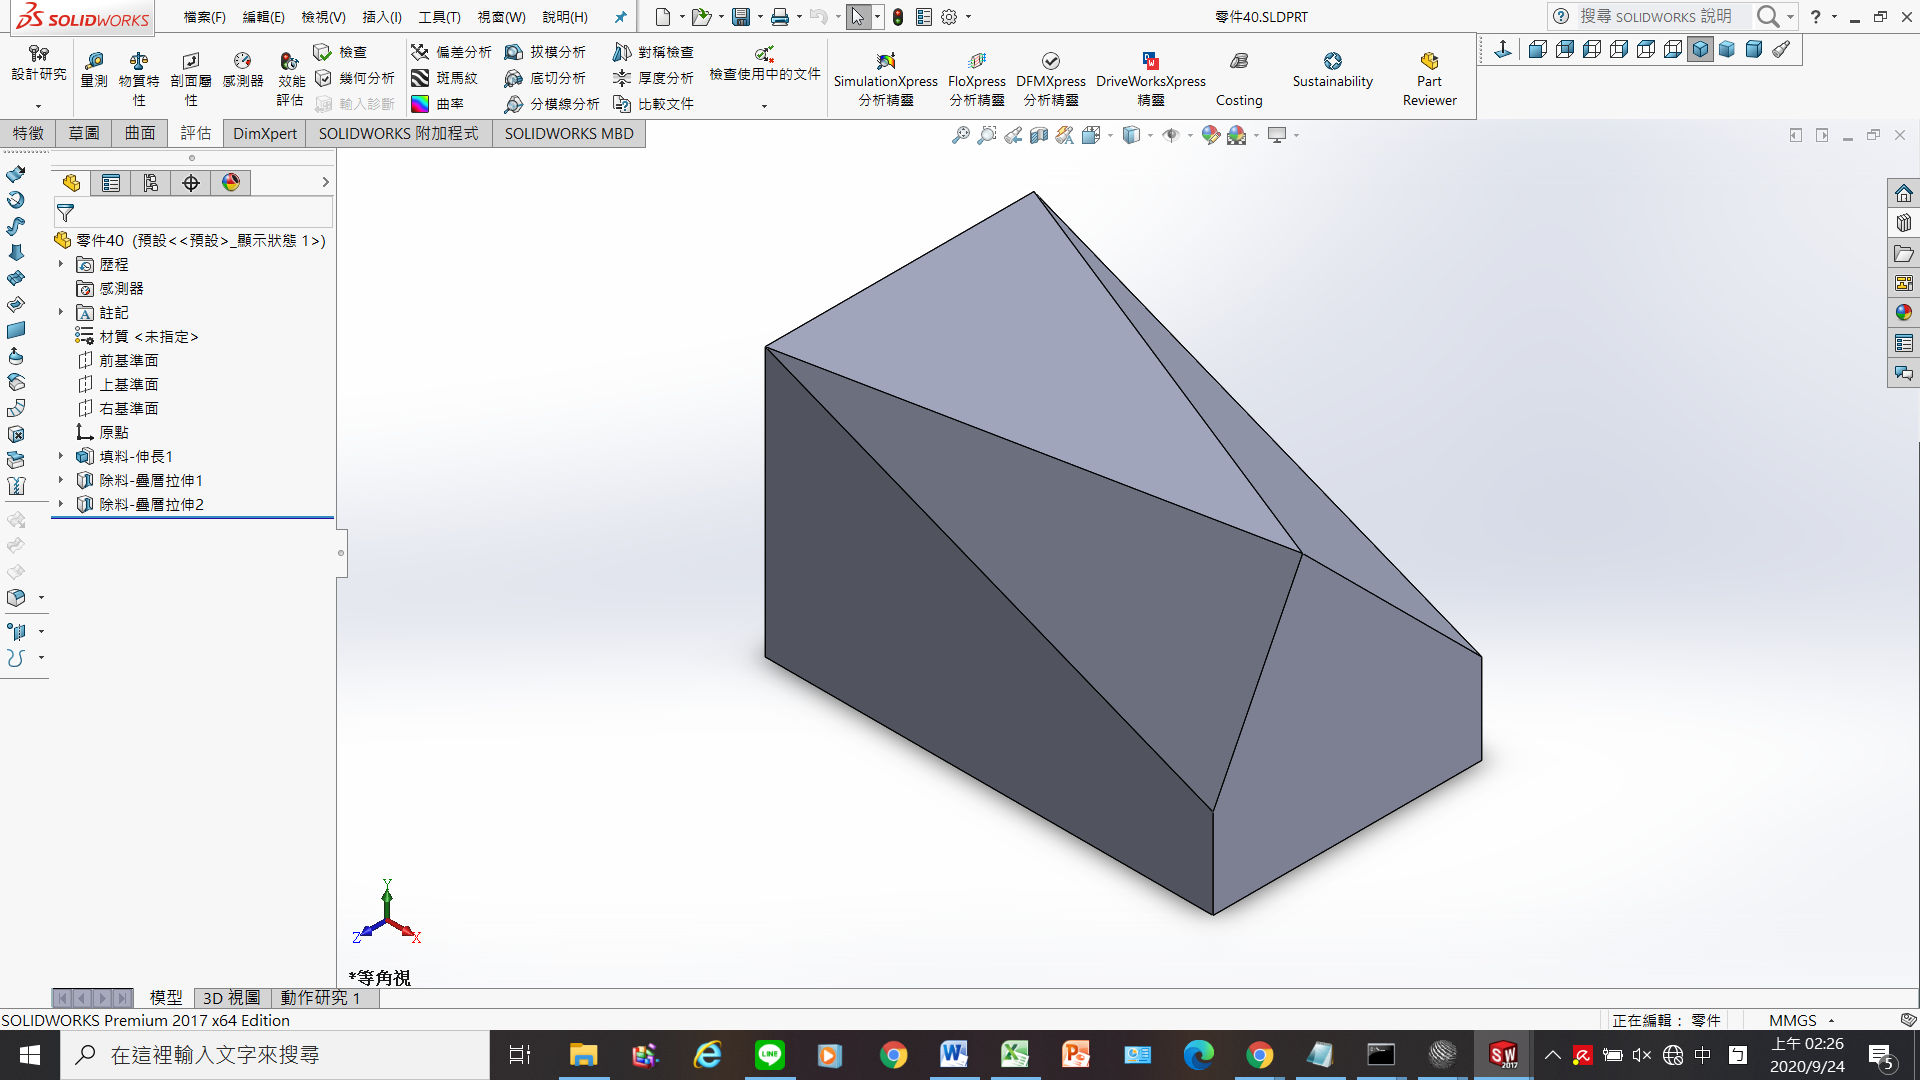 SOLIDWORKS
檔案(F) 編輯(E) 檢視(V) 插入(I) 工具(T) 視窗(W) 說明(H)
零件40.SLDPRT
搜尋 SOLIDWORKS 說明
設計研究
量測
物質特性
剖面屬性
感測器
效能評估
檢查
幾何分析
輸入診斷
偏差分析
斑馬紋
曲率
拔模分析
底切分析
分模線分析
對稱檢查
厚度分析
比較文件
檢查使用中的文件
SimulationXpress 分析精靈
FloXpress 分析精靈
DFMXpress 分析精靈
DriveWorksXpress 精靈
Costing
Sustainability
Part Reviewer
特徵 草圖 曲面 評估 DimXpert SOLIDWORKS 附加程式 SOLIDWORKS MBD
零件40 (預設<<預設>_顯示狀態 1>)
歷程
感測器
註記
材質 <未指定>
前基準面
上基準面
右基準面
原點
填料-伸長1
除料-疊層拉伸1
除料-疊層拉伸2
Y
Z
X
*等角視
模型 3D 視圖 動作研究 1
SOLIDWORKS Premium 2017 x64 Edition
正在編輯： 零件
MMGS
在這裡輸入文字來搜尋
LINE
SW
2017
中
上午 02:26
2020/9/24
5